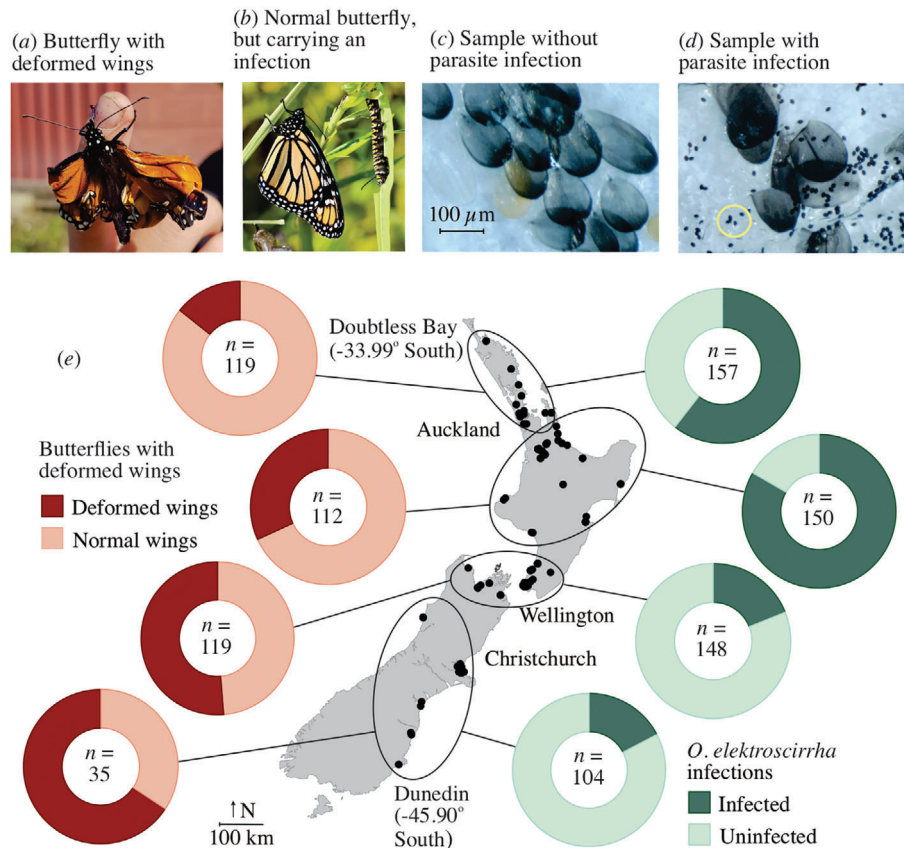 (a) Butterfly with
deformed wings
(b) Normal butterfly,
but carrying an
infection
(c) Sample without
parasite infection
(d) Sample with
parasite infection
100 µm
(e)
n =
119
Doubtless Bay
(-33.99° South)
n =
157
Auckland
Butterflies with
deformed wings
Deformed wings
Normal wings
n =
112
n =
150
n =
119
Wellington
n =
148
Christchurch
n =
35
n =
104
O. elektroscirrha
infections
Infected
Uninfected
Dunedin
(-45.90°
South)
↑N
100 km